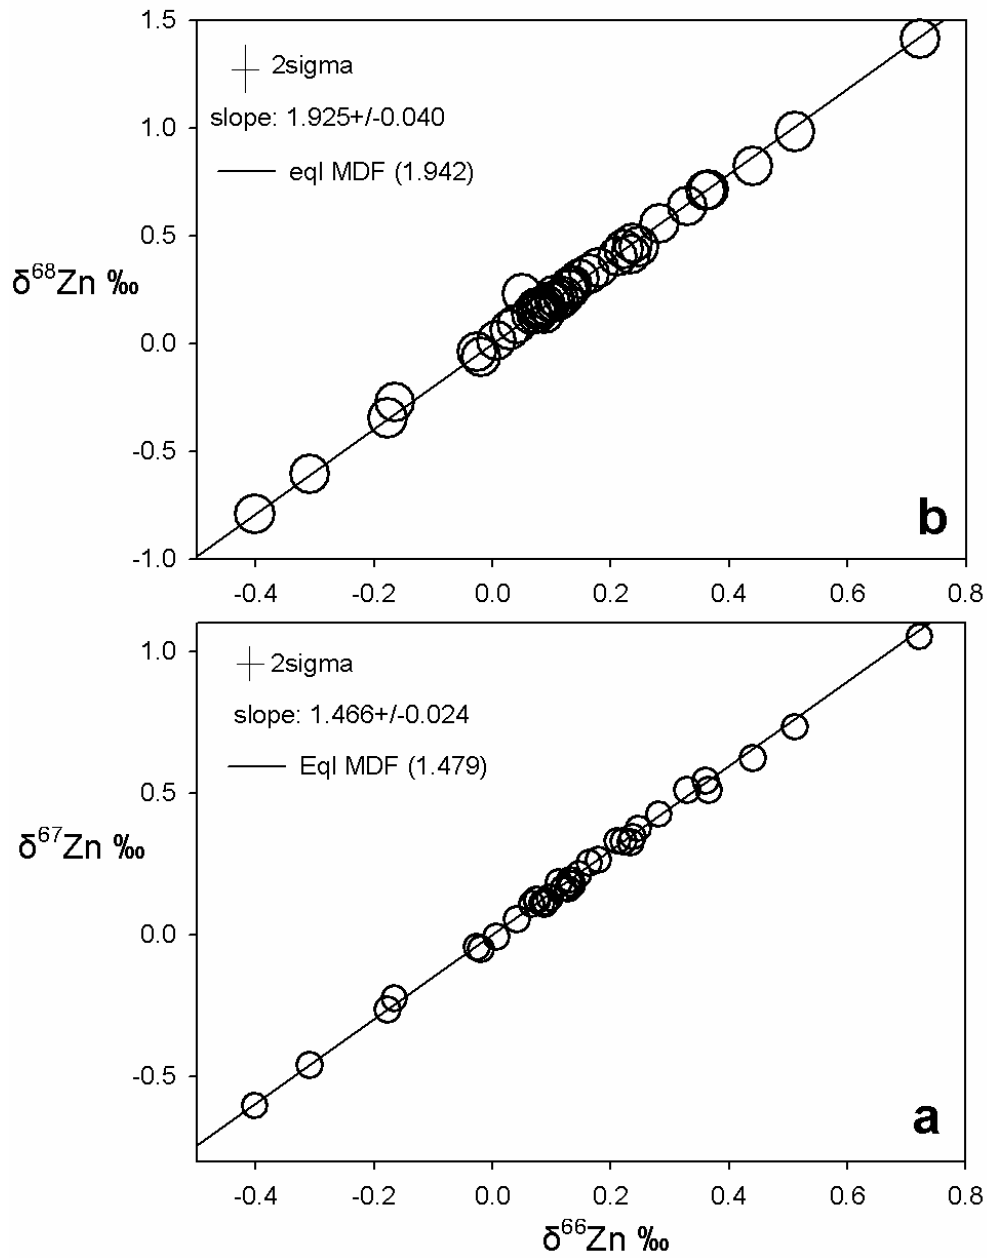 1.5
2sigma
slope: 1.925+/-0.040
1.0
eql MDF (1.942)
0.5
δ68Zn ‰
0.0
-0.5
b
-1.0
-0.4 -0.2 0.0 0.2 0.4 0.6 0.8
1.0
2sigma
slope: 1.466+/-0.024
Eql MDF (1.479)
0.5
δ67Zn ‰
0.0
-0.5
a
-0.4 -0.2 0.0 0.2 0.4 0.6 0.8
δ66Zn ‰